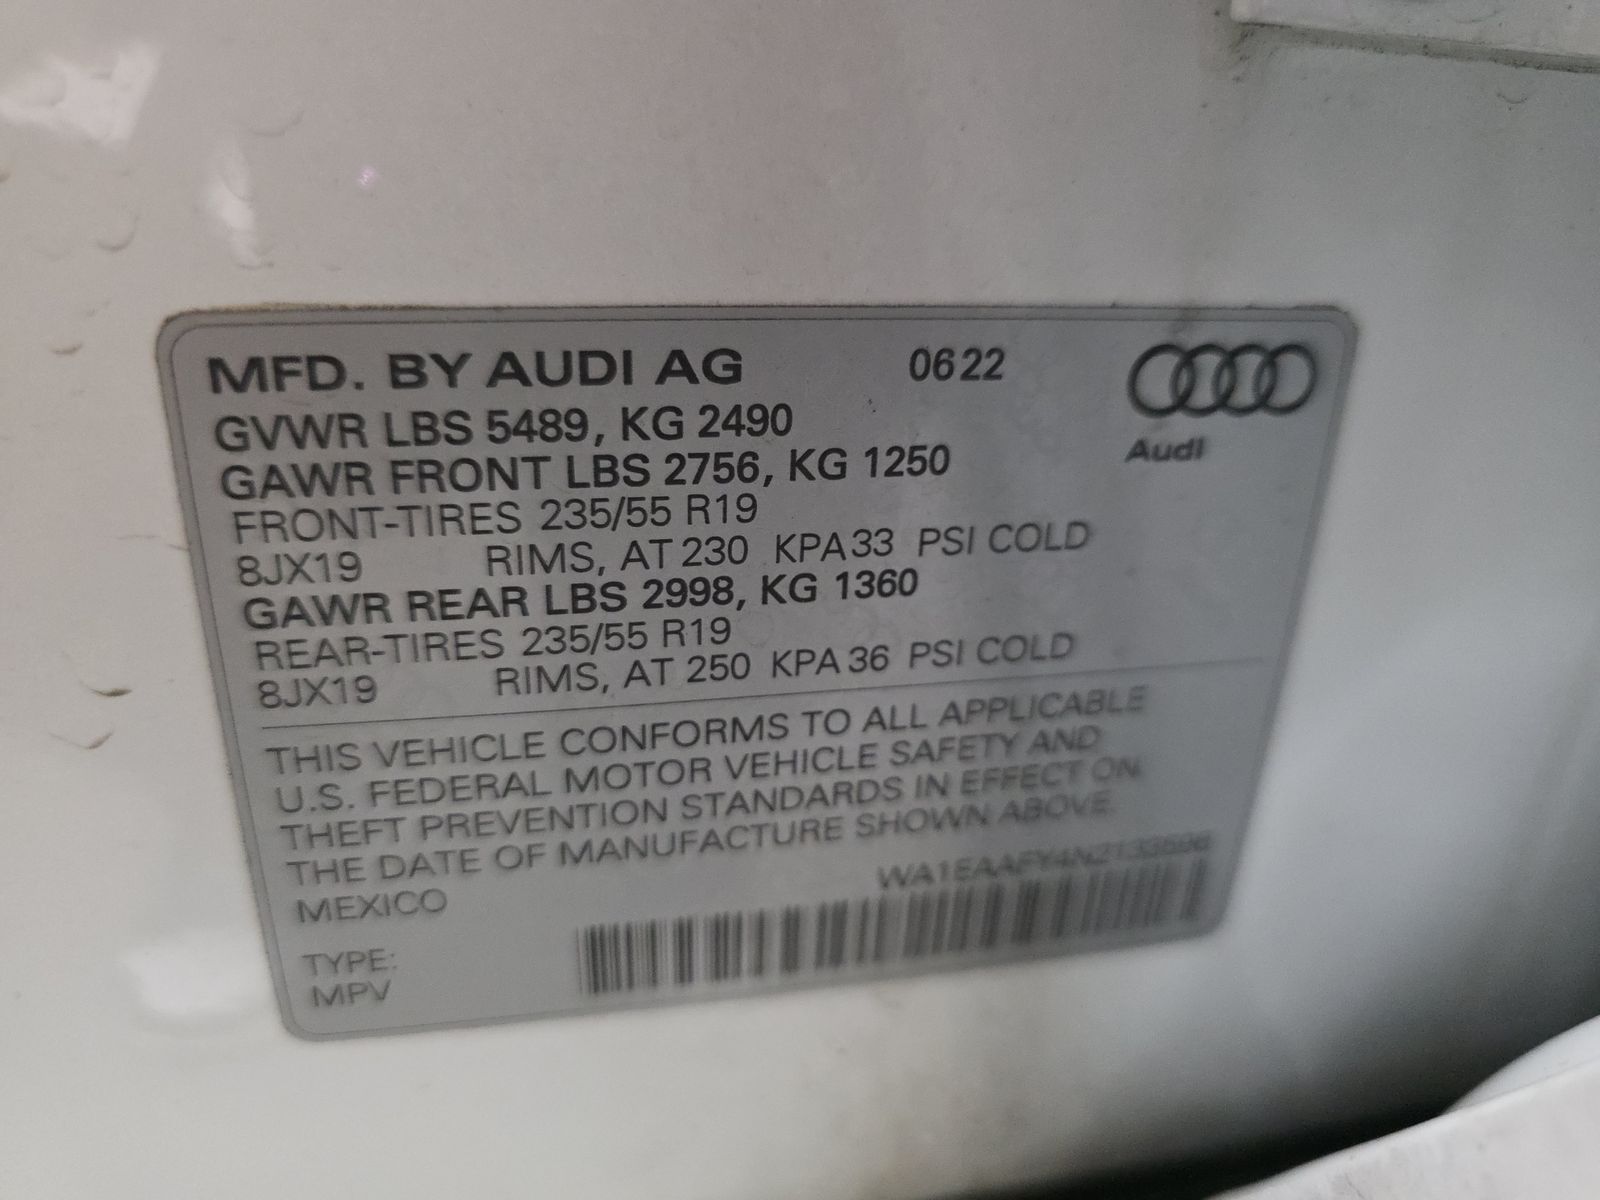 MFD. BY AUDI AG 0622
GVWR LBS 5489, KG 2490
GAWR FRONT LBS 2756, KG 1250
Audi
FRONT-TIRES 235/55 R19
8JX19 RIMS, AT 230 KPA 33 PSI COLD
GAWR REAR LBS 2998, KG 1360
REAR-TIRES 235/55 R19
8JX19 RIMS, AT 250 KPA 36 PSI COLD
THIS VEHICLE CONFORMS TO ALL APPLICABLE
U.S. FEDERAL MOTOR VEHICLE SAFETY AND
THEFT PREVENTION STANDARDS IN EFFECT ON
THE DATE OF MANUFACTURE SHOWN ABOVE.
MEXICO
TYPE:
MPV